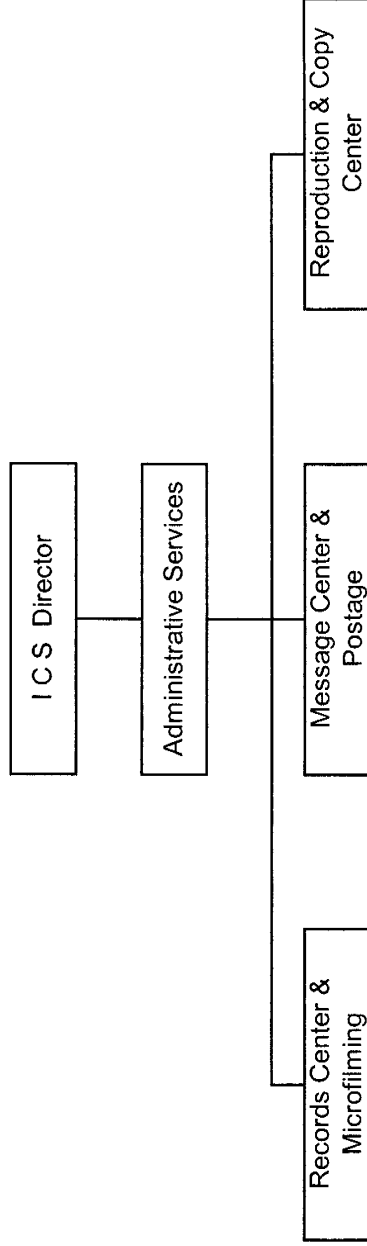 I C S Director
Administrative Services
Records Center &
Microfilming
Message Center &
Postage
Reproduction & Copy
Center